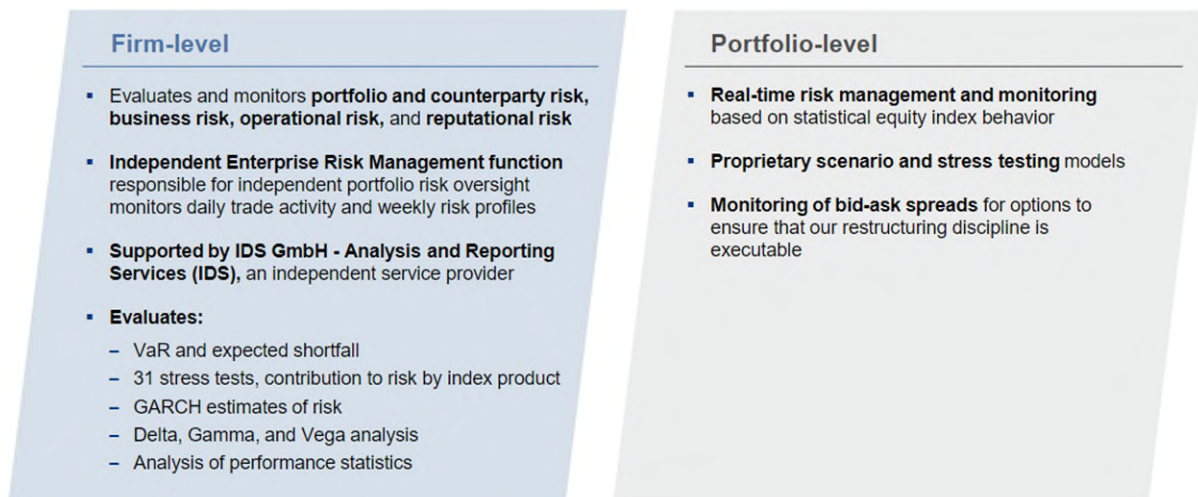 Firm-level
▪ Evaluates and monitors portfolio and counterparty risk,
business risk, operational risk, and reputational risk
▪ Independent Enterprise Risk Management function
responsible for independent portfolio risk oversight
monitors daily trade activity and weekly risk profiles
▪ Supported by IDS GmbH - Analysis and Reporting
Services (IDS), an independent service provider
▪ Evaluates:
– VaR and expected shortfall
– 31 stress tests, contribution to risk by index product
– GARCH estimates of risk
– Delta, Gamma, and Vega analysis
– Analysis of performance statistics
Portfolio-level
▪ Real-time risk management and monitoring
based on statistical equity index behavior
▪ Proprietary scenario and stress testing models
▪ Monitoring of bid-ask spreads for options to
ensure that our restructuring discipline is
executable